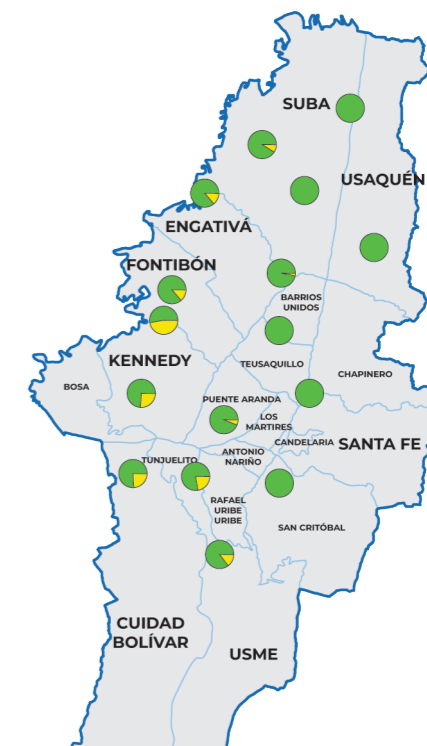 SUBA
USAQUÉN
ENGATIVÁ
FONTIBÓN
BARRIOS
UNIDOS
KENNEDY
TEUSAQUILLO
CHAPINERO
BOSA
PUENTE ARANDA
LOS
MARTIRES
CANDELARIA
SANTA FE
ANTONIO
NARIÑO
TUNJUELITO
RAFAEL
URIBE
URIBE
SAN CRITÓBAL
CUIDAD
BOLÍVAR
USME